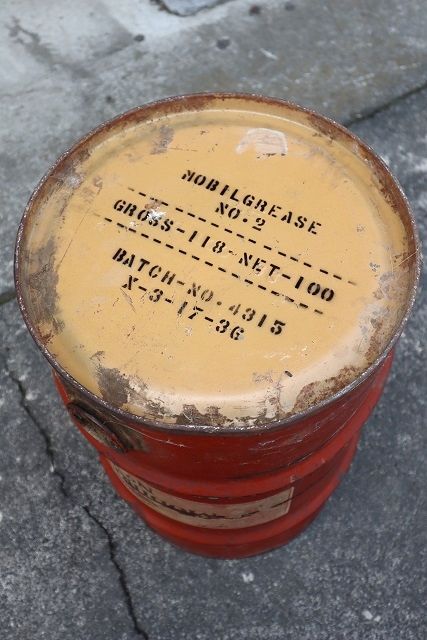 MOBILGREASE
NO. 2
GROSS-118-NET-100
BATCH-NO. 4315
X-3-17-36